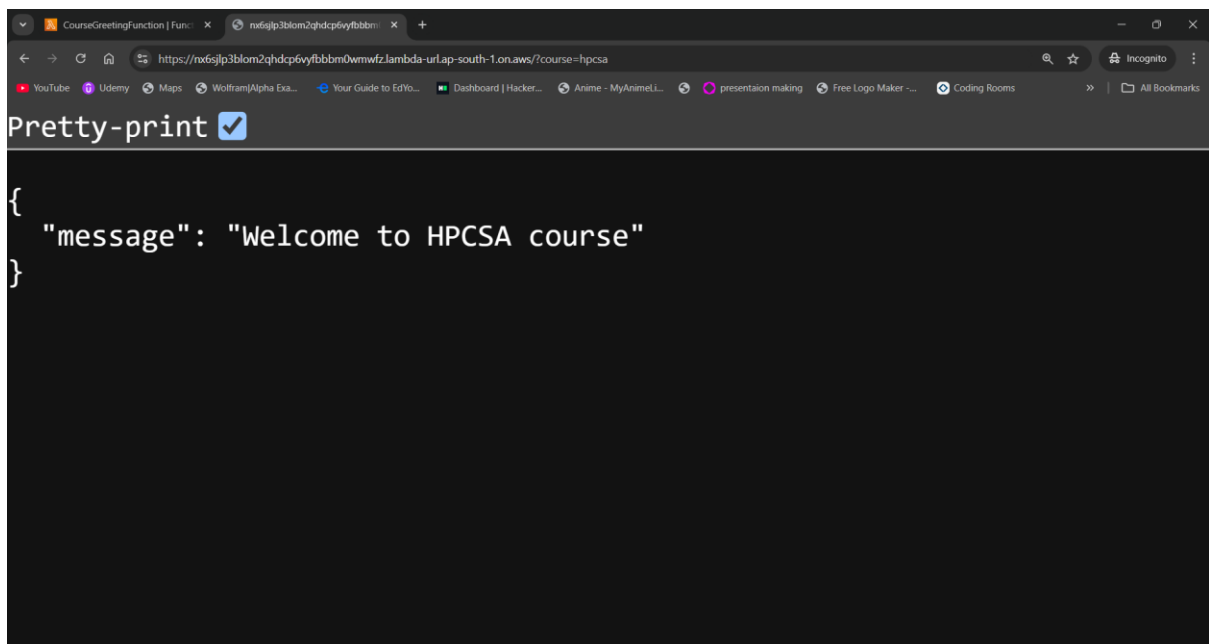 CourseGreetingFunction | Func
nx6sjlp3blom2qhdcp6vyfbbbm
https://nx6sjlp3blom2qhdcp6vyfbbbm0wmwfz.lambda-url.ap-south-1.on.aws/?course=hpcsa
Incognito
YouTube Udemy Maps Wolfram|Alpha Exa... Your Guide to EdYo... Dashboard | Hacker... Anime - MyAnimeLi... presentaion making Free Logo Maker -... Coding Rooms » All Bookmarks
Pretty-print
{
"message": "Welcome to HPCSA course"
}